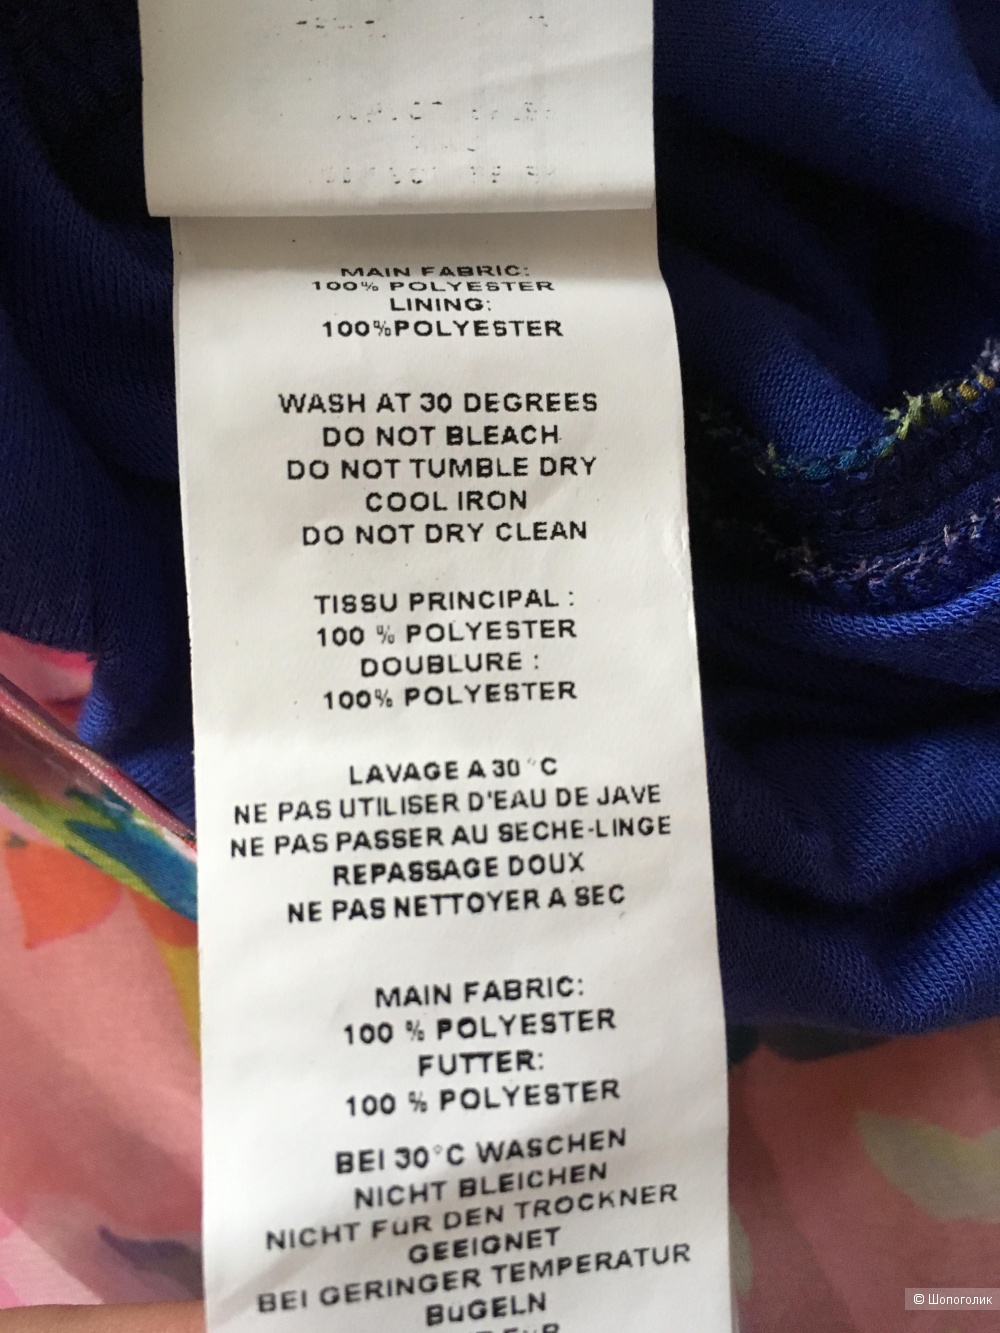 MAIN FABRIC:
100% POLYESTER
LINING:
100%POLYESTER
WASH AT 30 DEGREES
DO NOT BLEACH
DO NOT TUMBLE DRY
COOL IRON
DO NOT DRY CLEAN
TISSU PRINCIPAL :
100 % POLYESTER
DOUBLURE :
100% POLYESTER
LAVAGE A 30 °C
NE PAS UTILISER D'EAU DE JAVE
NE PAS PASSER AU SECHE-LINGE
REPASSAGE DOUX
NE PAS NETTOYER A SEC
MAIN FABRIC:
100 % POLYESTER
FUTTER:
100 % POLYESTER
BEI 30°C WASCHEN
NICHT BLEICHEN
NICHT FuR DEN TROCKNER
GEEIGNET
BEI GERINGER TEMPERATUR
BuGELN
© Шопоголик